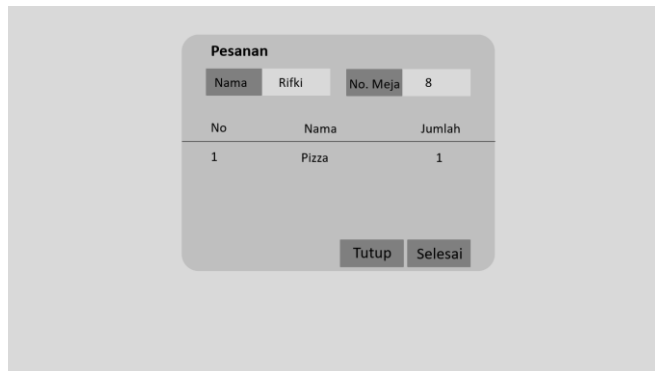 Pesanan
Nama Rifki No. Meja 8
No Nama Jumlah
1 Pizza 1
Tutup Selesai